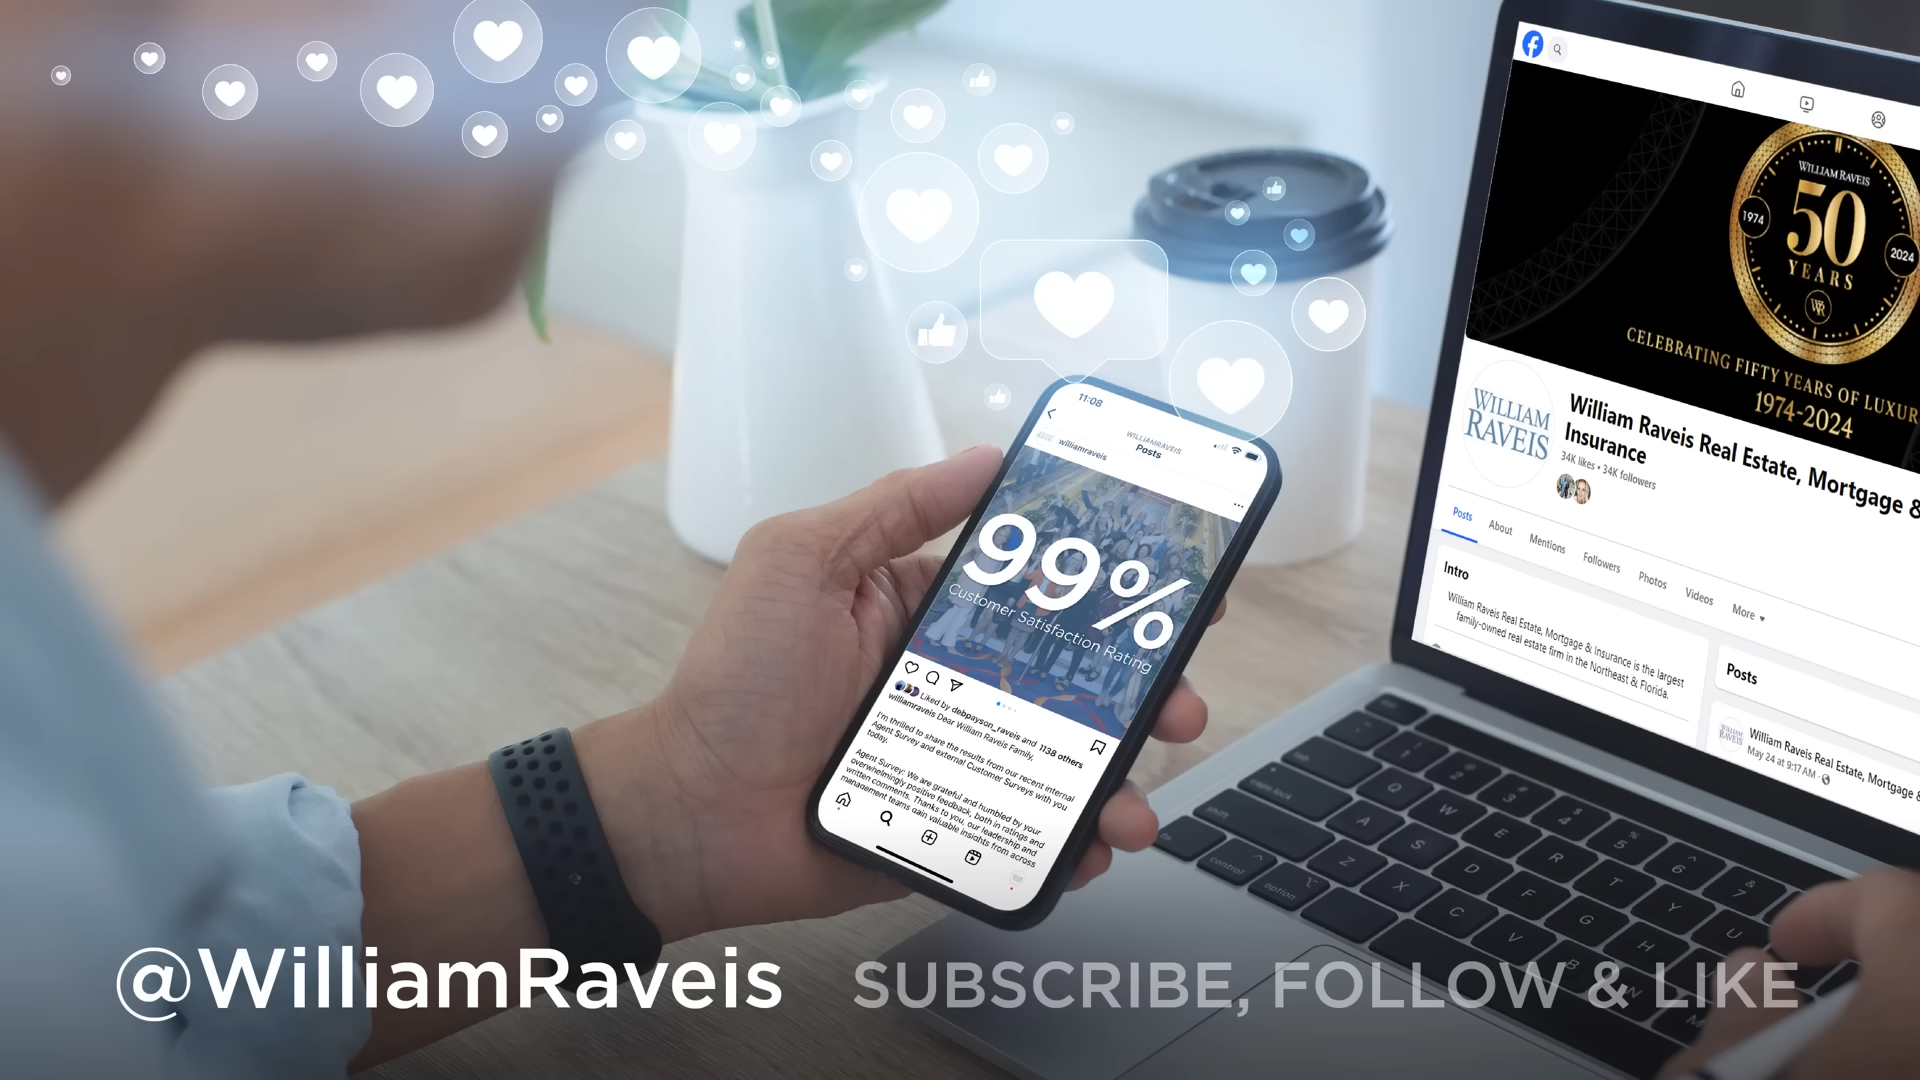 WILLIAM RAVEIS
50
YEARS
1974
2024
CELEBRATING FIFTY YEARS OF LUXUR
1974-2024
WILLIAM
RAVEIS
William Raveis Real Estate, Mortgage &
Insurance
34K likes • 34K followers
Posts About Mentions Followers Photos Videos More
Intro
William Raveis Real Estate, Mortgage & Insurance is the largest
family-owned real estate firm in the Northeast & Florida.
Posts
William Raveis Real Estate, Mortgage &
May 24 at 9:17 AM
11:08
WILLIAMRAVEIS
Posts
williamraveis
99%
Customer Satisfaction Rating
Liked by debpayson_raveis and 1138 others
williamraveis Dear William Raveis Family,
I'm thrilled to share the results from our recent internal
Agent Survey and external Customer Surveys with you
today.
Agent Survey: We are grateful and humbled by your
overwhelmingly positive feedback, both in ratings and
written comments. Thanks to you, our leadership and
management teams gain valuable insights from across
@WilliamRaveis SUBSCRIBE, FOLLOW & LIKE